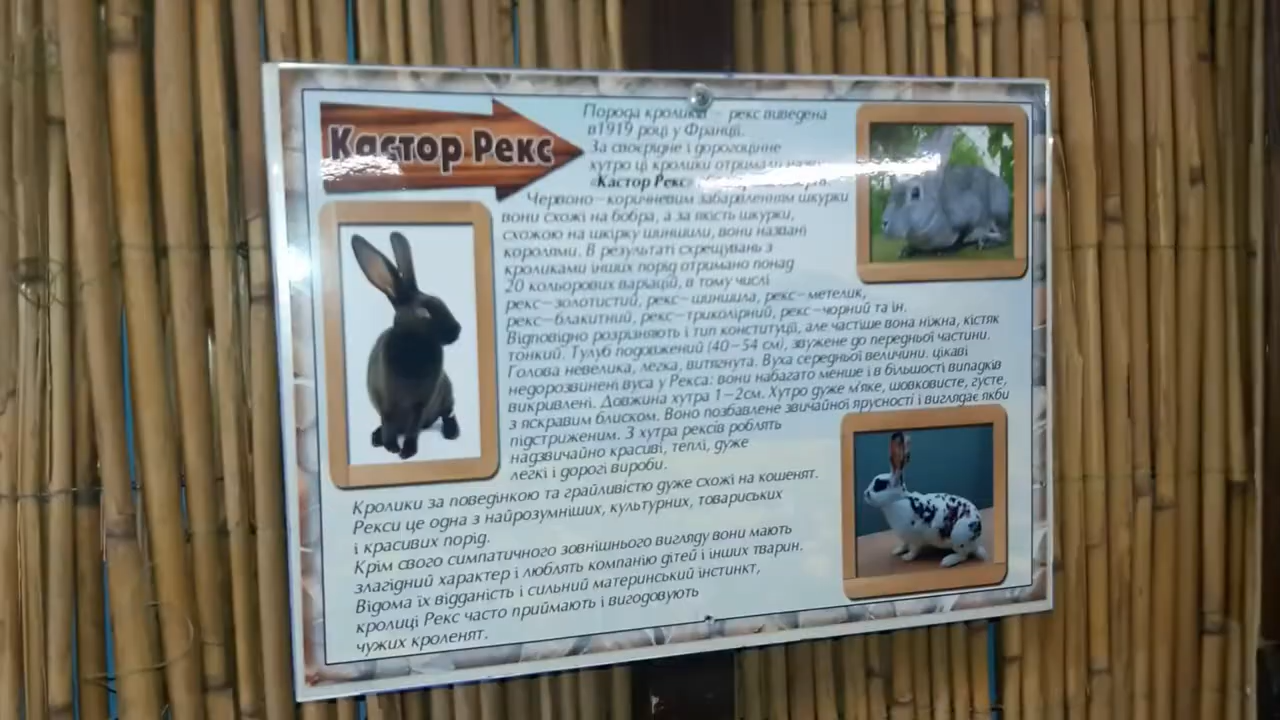 Кастор Рекс
Порода кроликів – рекс виведена
в 1919 році у Франції.
За своєрідне і дорогоцінне
хутро ці кролики отримали назву
«Кастор Рекс»
Червоно–коричневим забарвленням шкурки
вони схожі на бобра, а за якість шкурки,
схожою на шкірку шиншили, вони названі
королями. В результаті схрещувань з
кроликами інших порід отримано понад
20 кольорових варіацій, в тому числі
рекс–золотистий, рекс–шиншила, рекс–метелик,
рекс–блакитний, рекс–триколірний, рекс–чорний та ін.
Відповідно розрізняють і тип конституції, але частіше вона ніжна, кістяк
тонкий. Тулуб подовжений (40–54 см), звужене до передньої частини.
Голова невелика, легка, витягнута. Вуха середньої величини. цікаві
недорозвинені вуса у Рекса: вони набагато менше і в більшості випадків
викривлені. Довжина хутра 1–2см. Хутро дуже м'яке, шовковисте, густе,
з яскравим блиском. Воно позбавлене звичайної ярусності і виглядає якби
підстриженим. З хутра рексів роблять
надзвичайно красиві, теплі, дуже
легкі і дорогі вироби.
Кролики за поведінкою та грайливістю дуже схожі на кошенят.
Рекси це одна з найрозумніших, культурних, товариських
і красивих порід.
Крім свого симпатичного зовнішнього вигляду вони мають
злагідний характер і люблять компанію дітей і інших тварин.
Відома їх відданість і сильний материнський інстинкт,
кролиці Рекс часто приймають і вигодовують
чужих кроленят.